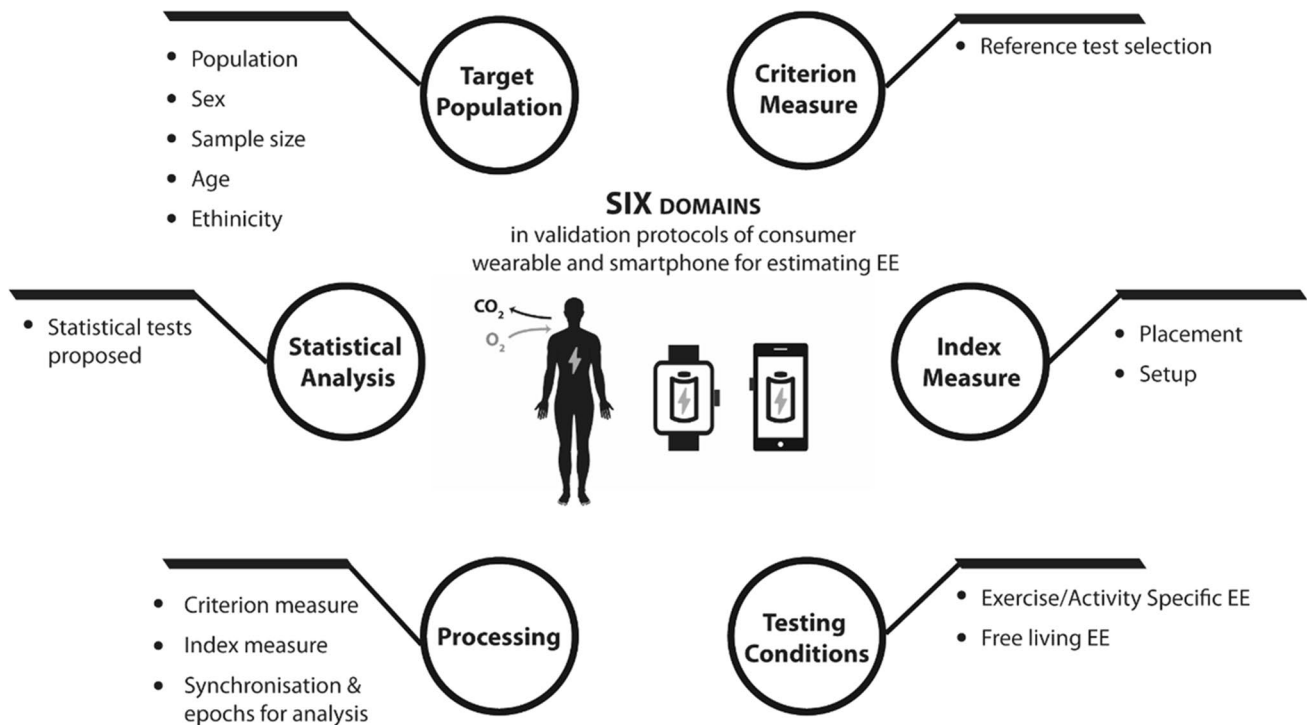 • Population
• Sex
• Sample size
• Age
• Ethinicity
Target
Population
Criterion
Measure
• Reference test selection
SIX DOMAINS
in validation protocols of consumer
wearable and smartphone for estimating EE
• Statistical tests
proposed
Statistical
Analysis
CO₂
O₂
Index
Measure
• Placement
• Setup
• Criterion measure
• Index measure
• Synchronisation &
epochs for analysis
Processing
Testing
Conditions
• Exercise/Activity Specific EE
• Free living EE